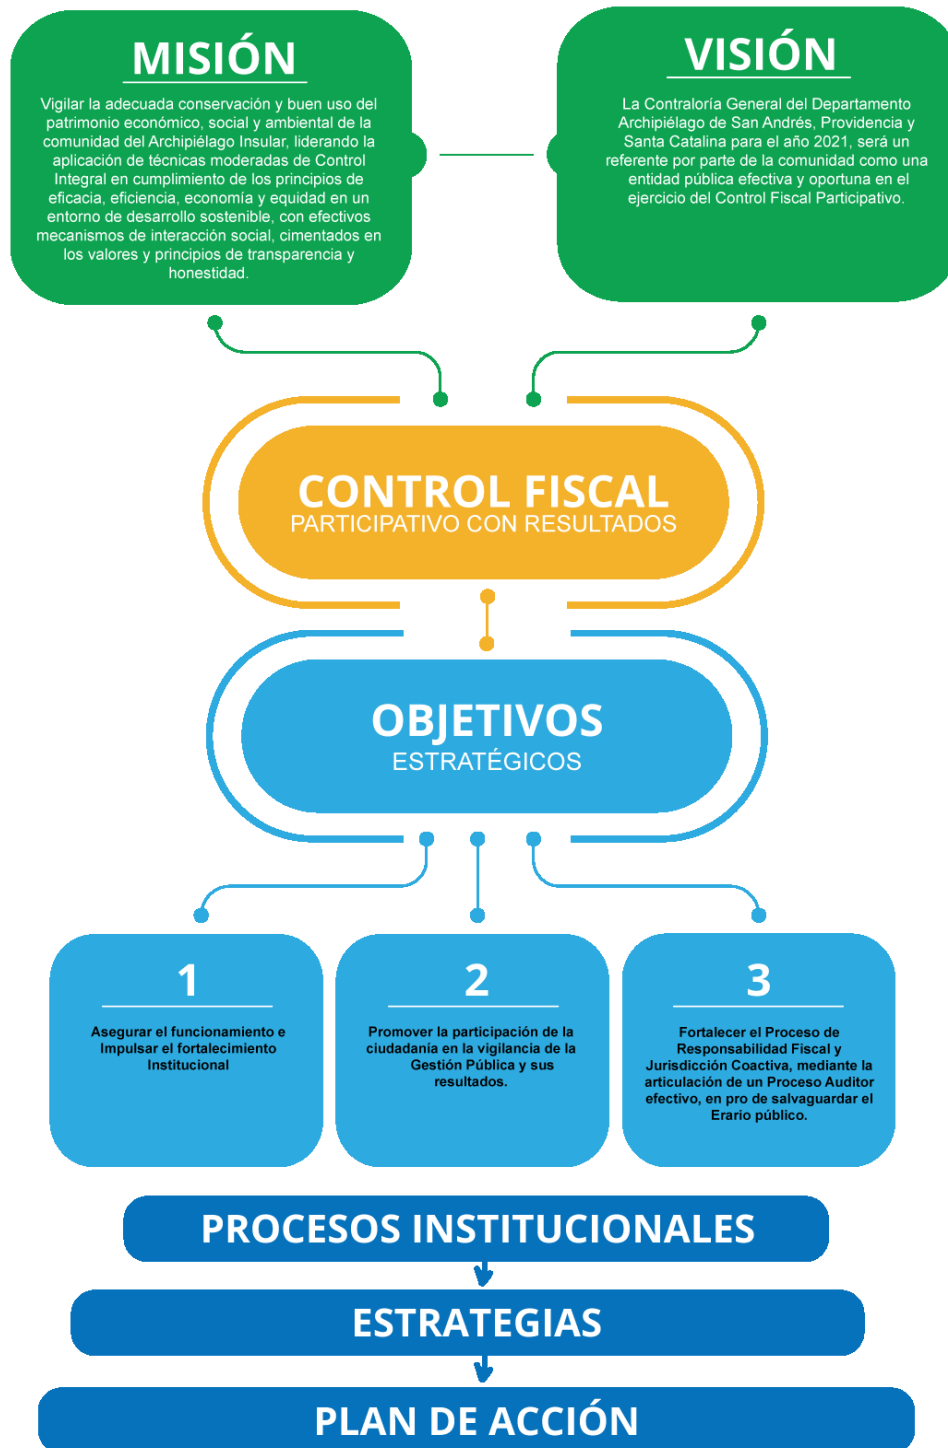 MISIÓN
Vigilar la adecuada conservación y buen uso del
patrimonio económico, social y ambiental de la
comunidad del Archipiélago Insular, liderando la
aplicación de técnicas moderadas de Control
Integral en cumplimiento de los principios de
eficacia, eficiencia, economía y equidad en un
entorno de desarrollo sostenible, con efectivos
mecanismos de interacción social, cimentados en
los valores y principios de transparencia y
honestidad.
VISIÓN
La Contraloría General del Departamento
Archipiélago de San Andrés, Providencia y
Santa Catalina para el año 2021, será un
referente por parte de la comunidad como una
entidad pública efectiva y oportuna en el
ejercicio del Control Fiscal Participativo.
CONTROL FISCAL
PARTICIPATIVO CON RESULTADOS
OBJETIVOS
ESTRATÉGICOS
1
Asegurar el funcionamiento e
Impulsar el fortalecimiento
Institucional
2
Promover la participación de la
ciudadanía en la vigilancia de la
Gestión Pública y sus
resultados.
3
Fortalecer el Proceso de
Responsabilidad Fiscal y
Jurisdicción Coactiva, mediante la
articulación de un Proceso Auditor
efectivo, en pro de salvaguardar el
Erario público.
PROCESOS INSTITUCIONALES
ESTRATEGIAS
PLAN DE ACCIÓN